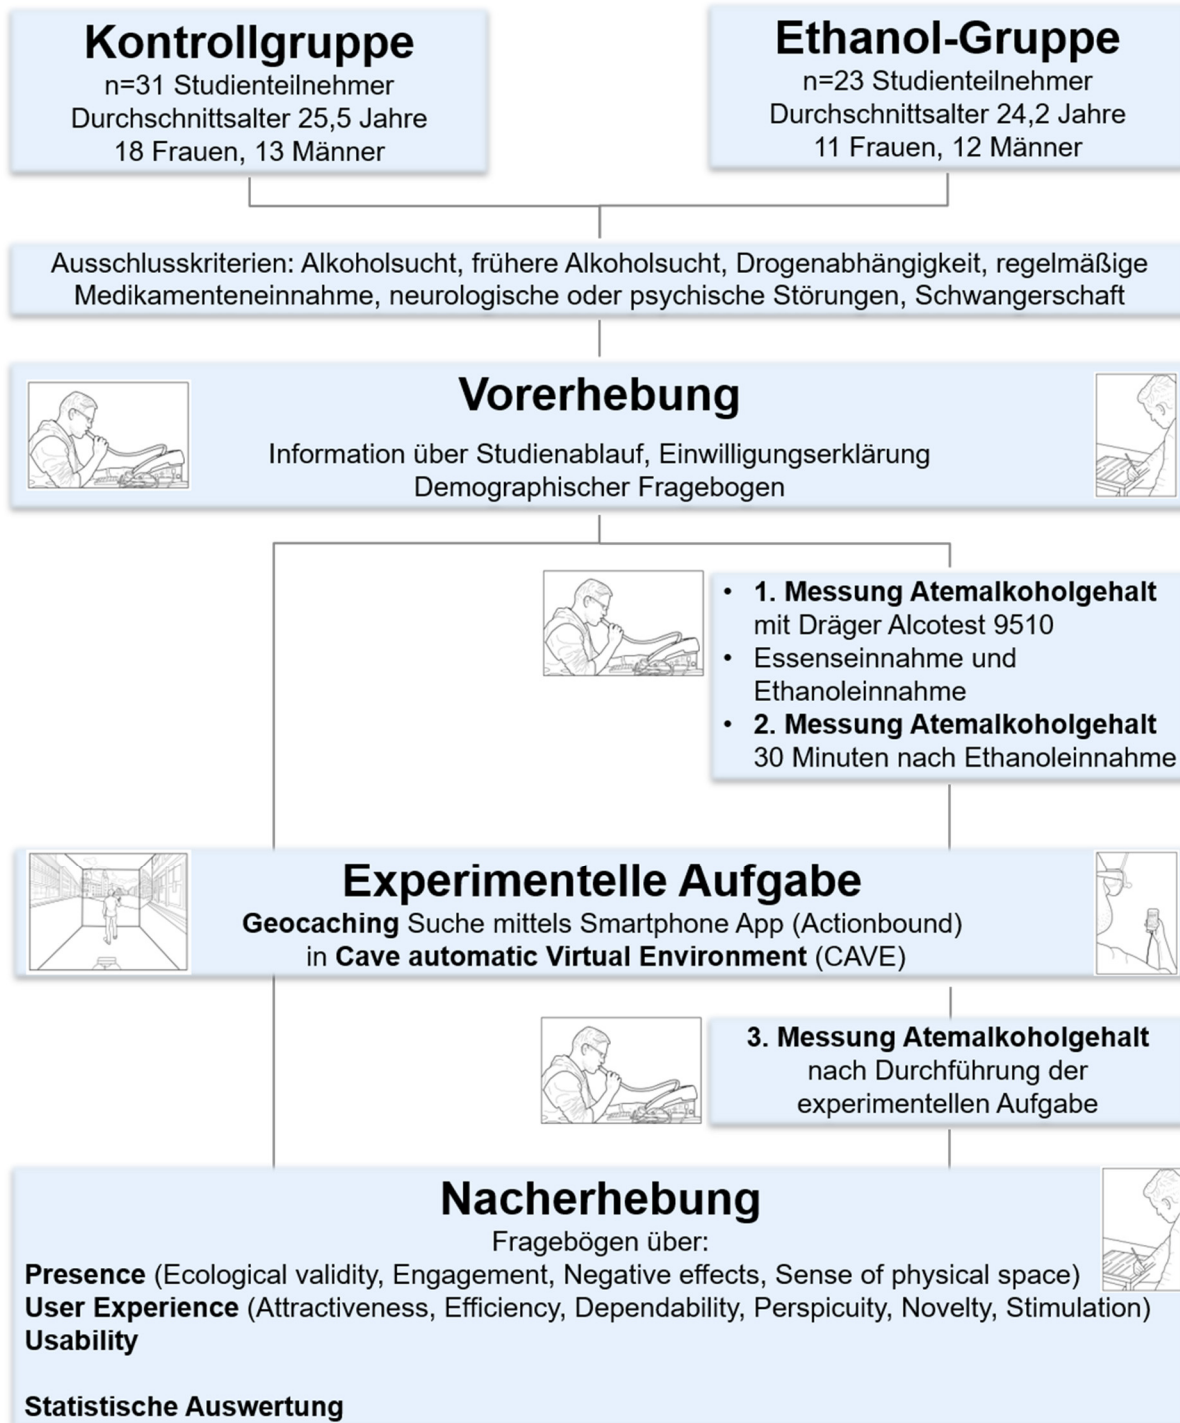 Kontrollgruppe
n=31 Studienteilnehmer
Durchschnittsalter 25,5 Jahre
18 Frauen, 13 Männer
Ethanol-Gruppe
n=23 Studienteilnehmer
Durchschnittsalter 24,2 Jahre
11 Frauen, 12 Männer
Ausschlusskriterien: Alkoholsucht, frühere Alkoholsucht, Drogenabhängigkeit, regelmäßige
Medikamenteneinnahme, neurologische oder psychische Störungen, Schwangerschaft
Vorerhebung
Information über Studienablauf, Einwilligungserklärung
Demographischer Fragebogen
• 1. Messung Atemalkoholgehalt
mit Dräger Alcotest 9510
• Essenseinnahme und
Ethanoleinnahme
• 2. Messung Atemalkoholgehalt
30 Minuten nach Ethanoleinnahme
Experimentelle Aufgabe
Geocaching Suche mittels Smartphone App (Actionbound)
in Cave automatic Virtual Environment (CAVE)
3. Messung Atemalkoholgehalt
nach Durchführung der
experimentellen Aufgabe
Nacherhebung
Fragebögen über:
Presence (Ecological validity, Engagement, Negative effects, Sense of physical space)
User Experience (Attractiveness, Efficiency, Dependability, Perspicuity, Novelty, Stimulation)
Usability
Statistische Auswertung